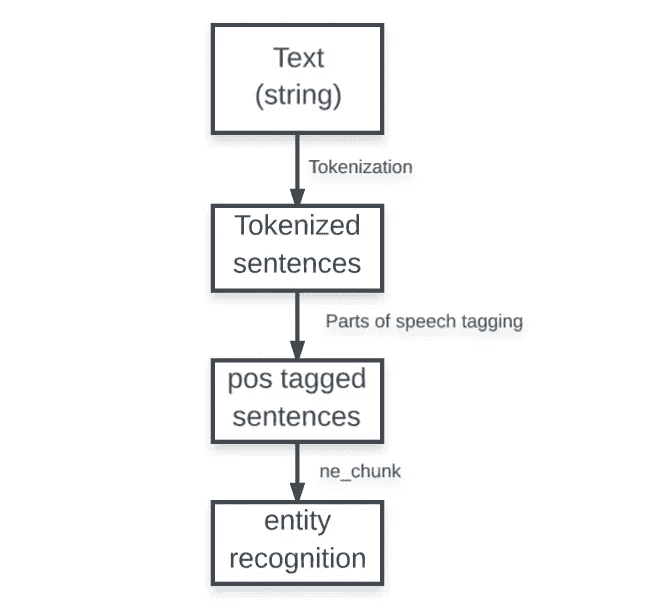 Text
(string)
Tokenization
Tokenized
sentences
Parts of speech tagging
pos tagged
sentences
ne_chunk
entity
recognition